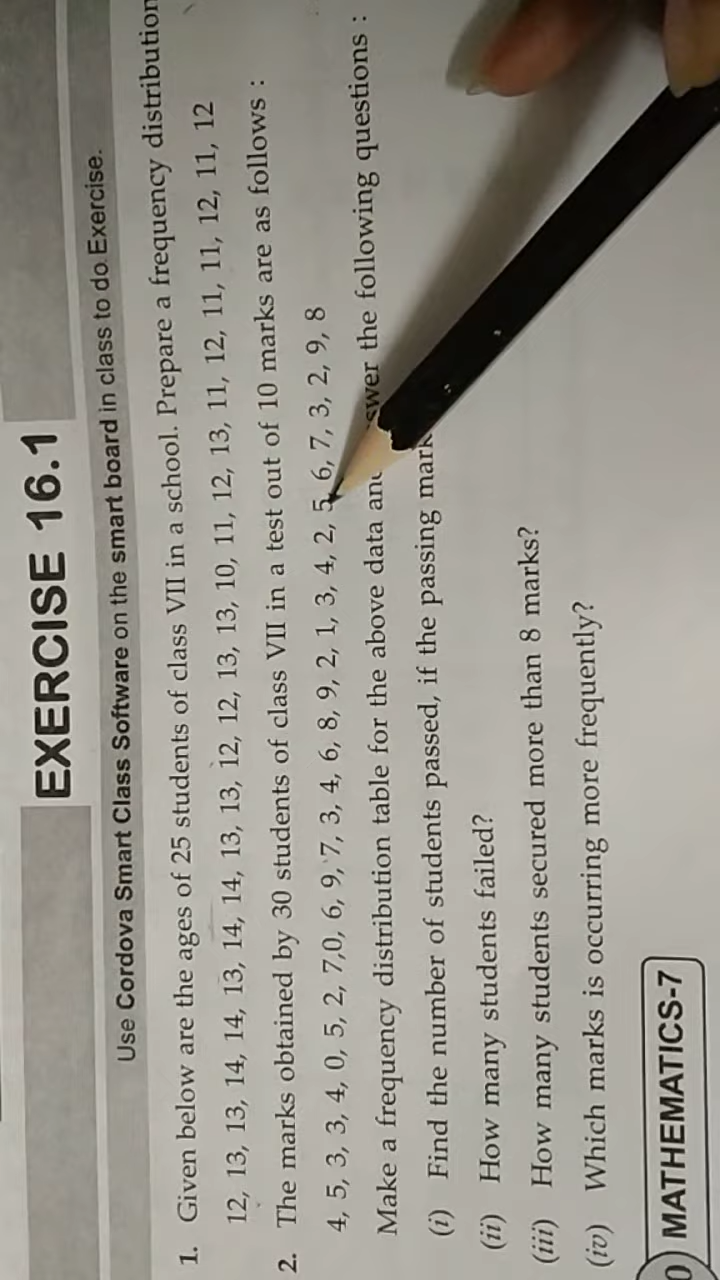 EXERCISE 16.1
Use Cordova Smart Class Software on the smart board in class to do Exercise.
1. Given below are the ages of 25 students of class VII in a school. Prepare a frequency distribution
12, 13, 13, 14, 14, 13, 14, 14, 13, 13, 12, 12, 13, 13, 10, 11, 12, 13, 11, 12, 11, 11, 12, 11, 12
2. The marks obtained by 30 students of class VII in a test out of 10 marks are as follows :
4, 5, 3, 3, 4, 0, 5, 2, 7,0, 6, 9, 7, 3, 4, 6, 8, 9, 2, 1, 3, 4, 2, 5, 6, 7, 3, 2, 9, 8
Make a frequency distribution table for the above data the following questions :
(i) Find the number of students passed, if the passing
(ii) How many students failed?
(iii) How many students secured more than 8 marks?
(iv) Which marks is occurring more frequently?
MATHEMATICS-7